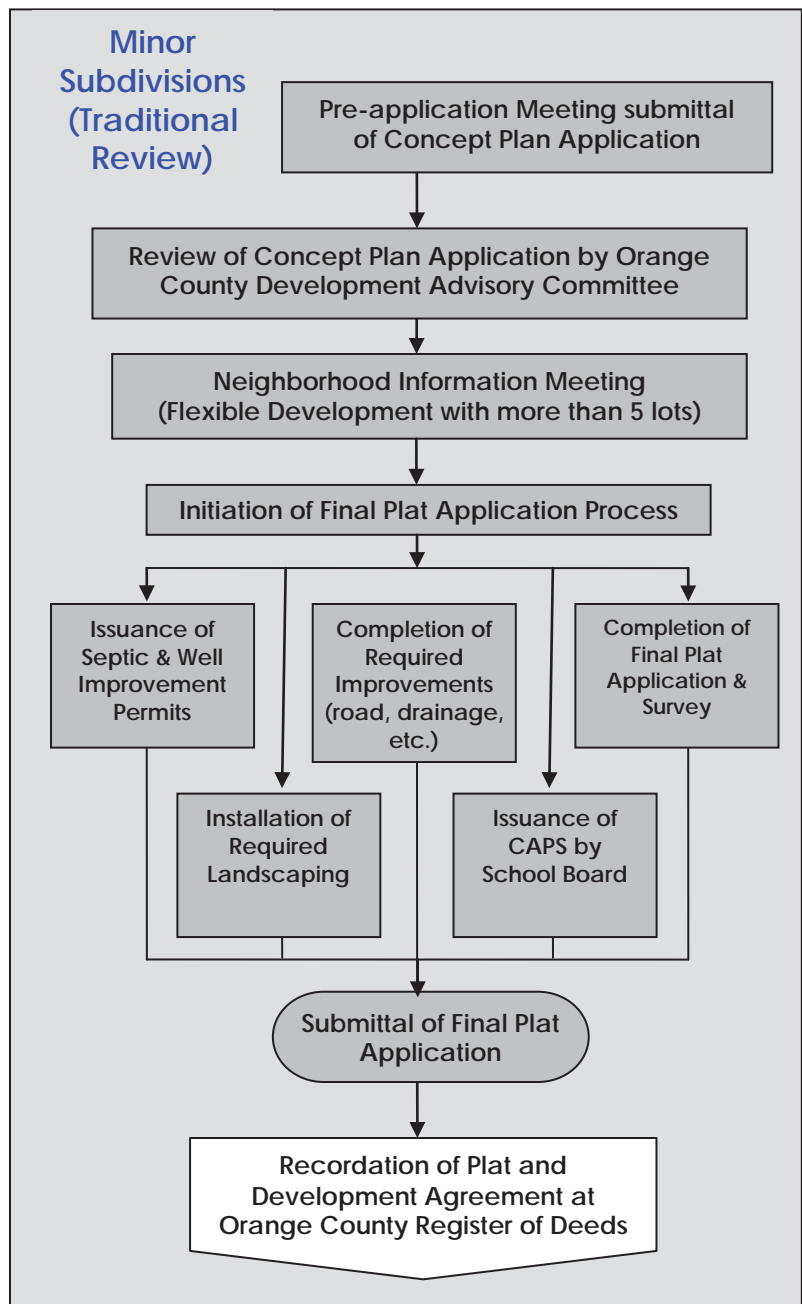 Minor
Subdivisions
(Traditional
Review)
Pre-application Meeting submittal
of Concept Plan Application
Review of Concept Plan Application by Orange
County Development Advisory Committee
Neighborhood Information Meeting
(Flexible Development with more than 5 lots)
Initiation of Final Plat Application Process
Issuance of
Septic & Well
Improvement
Permits
Completion of
Required
Improvements
(road, drainage,
etc.)
Completion of
Final Plat
Application &
Survey
Installation of
Required
Landscaping
Issuance of
CAPS by
School Board
Submittal of Final Plat
Application
Recordation of Plat and
Development Agreement at
Orange County Register of Deeds